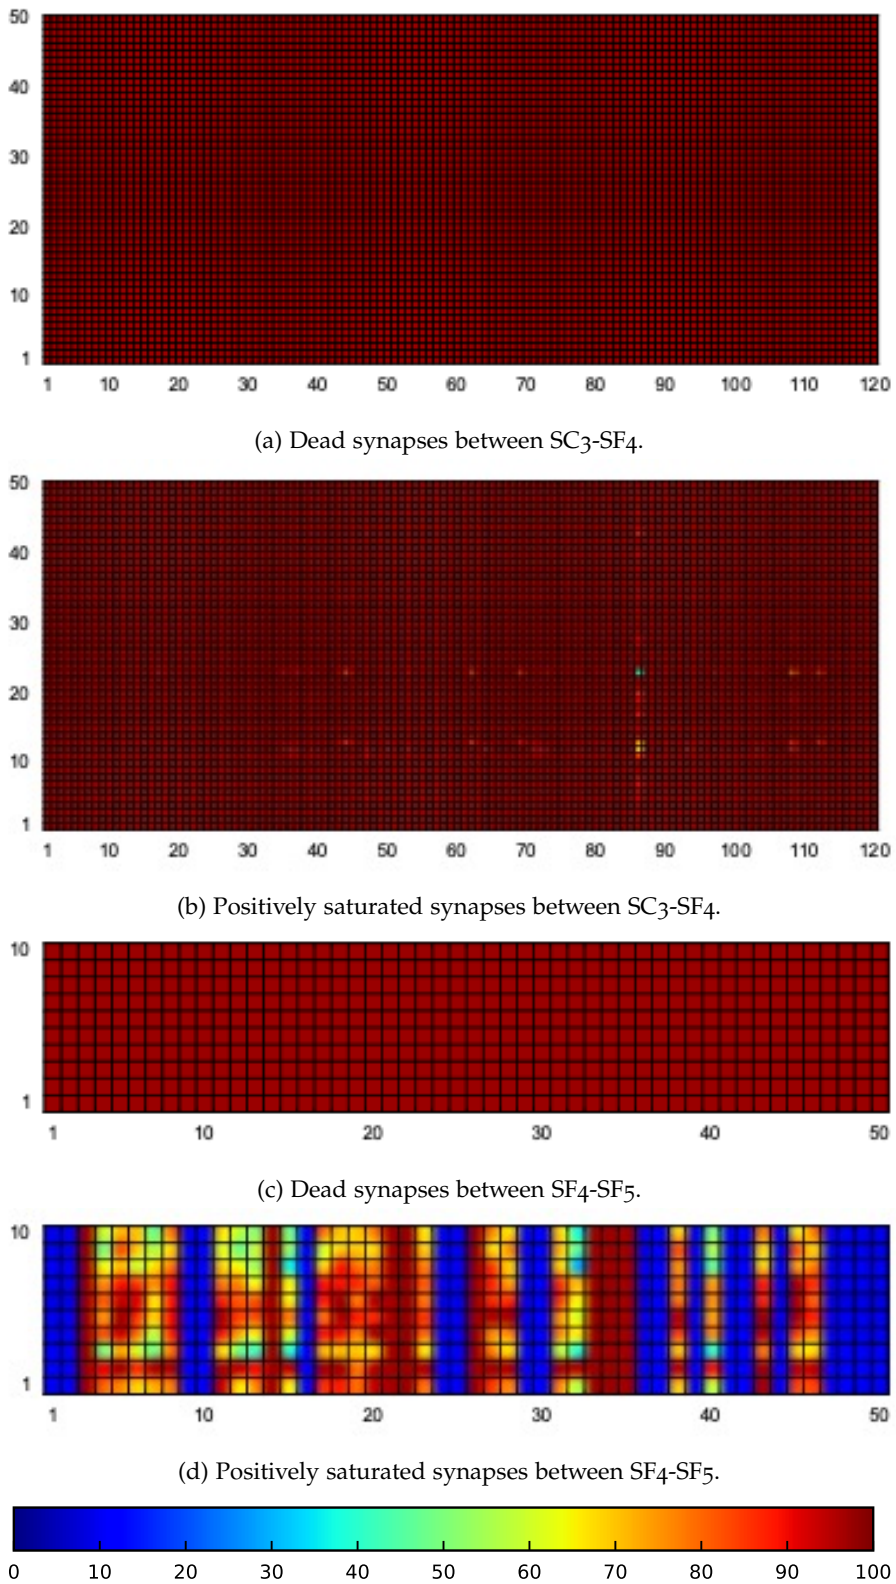 50
40
30
20
10
1
1 10 20 30 40 50 60 70 80 90 100 110 120
(a) Dead synapses between SC3-SF4.
50
40
30
20
10
1
1 10 20 30 40 50 60 70 80 90 100 110 120
(b) Positively saturated synapses between SC3-SF4.
10
1
1 10 20 30 40 50
(c) Dead synapses between SF4-SF5.
10
1
1 10 20 30 40 50
(d) Positively saturated synapses between SF4-SF5.
0 10 20 30 40 50 60 70 80 90 100